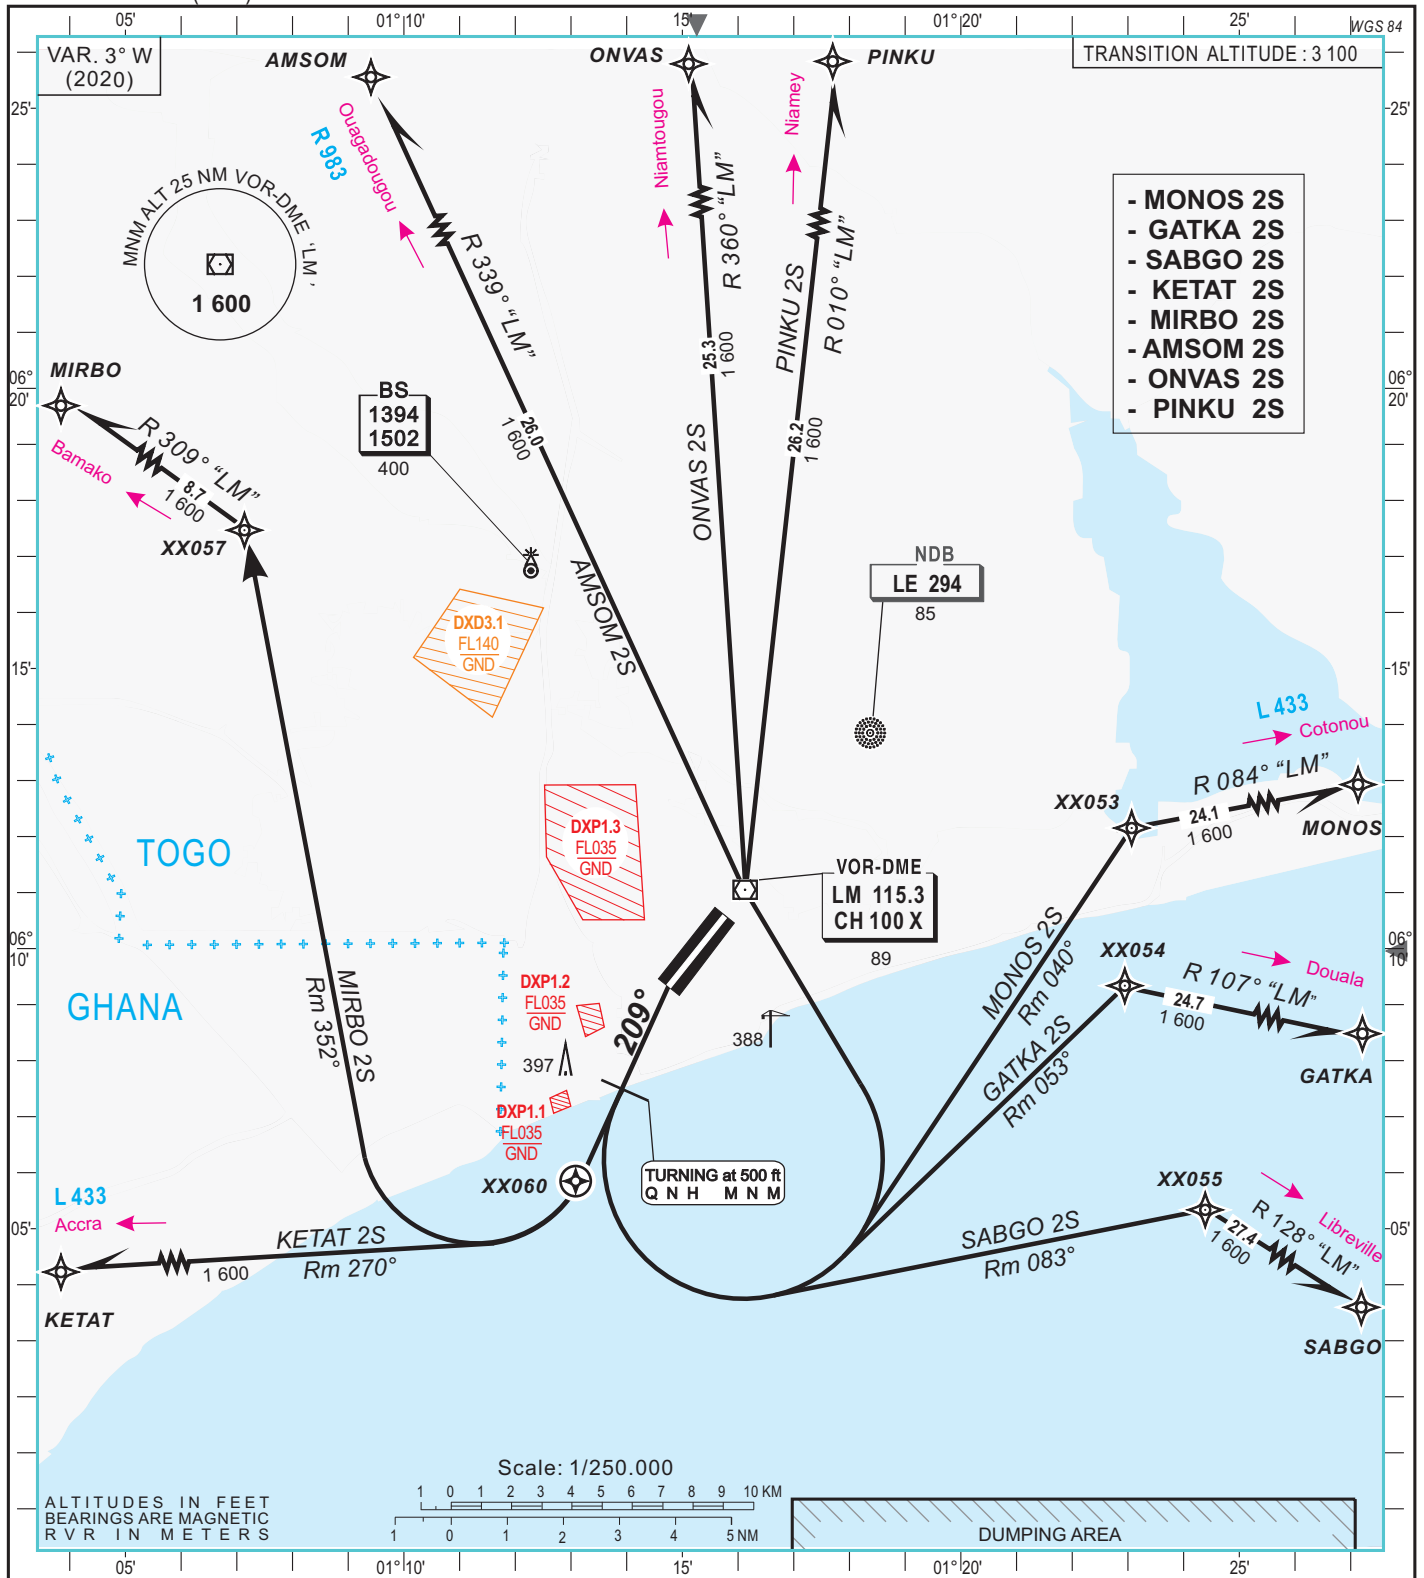 05'
01°10'
15'
01°20'
25'
WGS 84
VAR. 3° W
(2020)
TRANSITION ALTITUDE : 3 100
AMSOM
ONVAS
PINKU
25'
25'
Ouagadougou
R 983
Niamtougou
Niamey
MNM ALT 25 NM VOR-DME 'LM '
1 600
R 339° “LM”
R 360° “LM”
PINKU 2S
R 010° “LM”
- MONOS 2S
- GATKA 2S
- SABGO 2S
- KETAT 2S
- MIRBO 2S
- AMSOM 2S
- ONVAS 2S
- PINKU 2S
25.3
1 600
MIRBO
06°
20'
06°
20'
BS
1394
1502
400
26.0
1 600
26.2
1 600
R 309° “LM”
Bamako
8.7
1 600
ONVAS 2S
XX057
NDB
LE 294
85
AMSOM 2S
DXD3.1
FL140
GND
15'
15'
L 433
Cotonou
R 084° “LM”
XX053
24.1
1 600
MONOS
DXP1.3
FL035
GND
TOGO
VOR-DME
LM 115.3
CH 100 X
89
06°
10'
06°
10'
MONOS 2S
Rm 040°
XX054
R 107° “LM”
Douala
24.7
1 600
GATKA
GHANA
MIRBO 2S
Rm 352°
DXP1.2
FL035
GND
209°
388
397
GATKA 2S
Rm 053°
DXP1.1
FL035
GND
XX060
TURNING at 500 ft
Q N H M N M
XX055
L 433
Accra
05'
05'
KETAT 2S
Rm 270°
1 600
KETAT
SABGO 2S
Rm 083°
R 128° “LM”
Libreville
27.4
1 600
SABGO
Scale: 1/250.000
1 0 1 2 3 4 5 6 7 8 9 10 KM
1 0 1 2 3 4 5 NM
ALTITUDES IN FEET
BEARINGS ARE MAGNETIC
RVR IN METERS
DUMPING AREA
05'
01°10'
15'
01°20'
25'